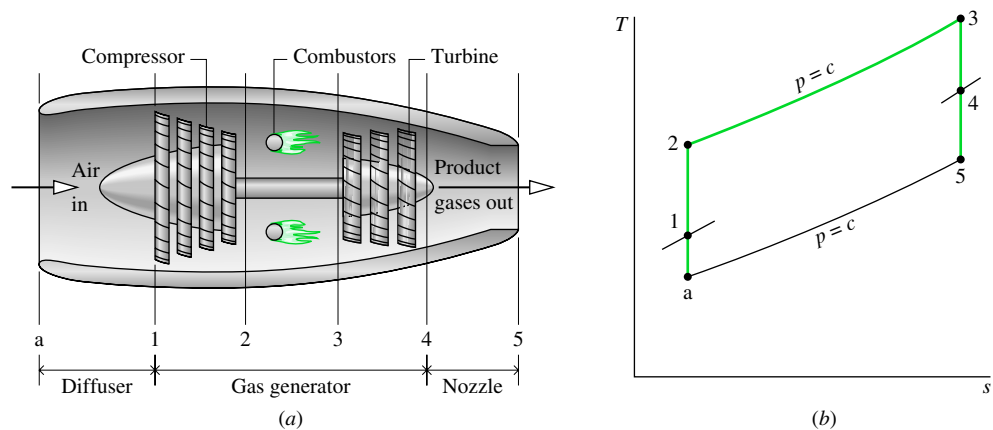 Compressor
Combustors
Turbine
Air
in
Product
gases out
a
1
2
3
4
5
Diffuser
Gas generator
Nozzle
(a)
T
3
p = c
4
2
5
1
p = c
a
s
(b)